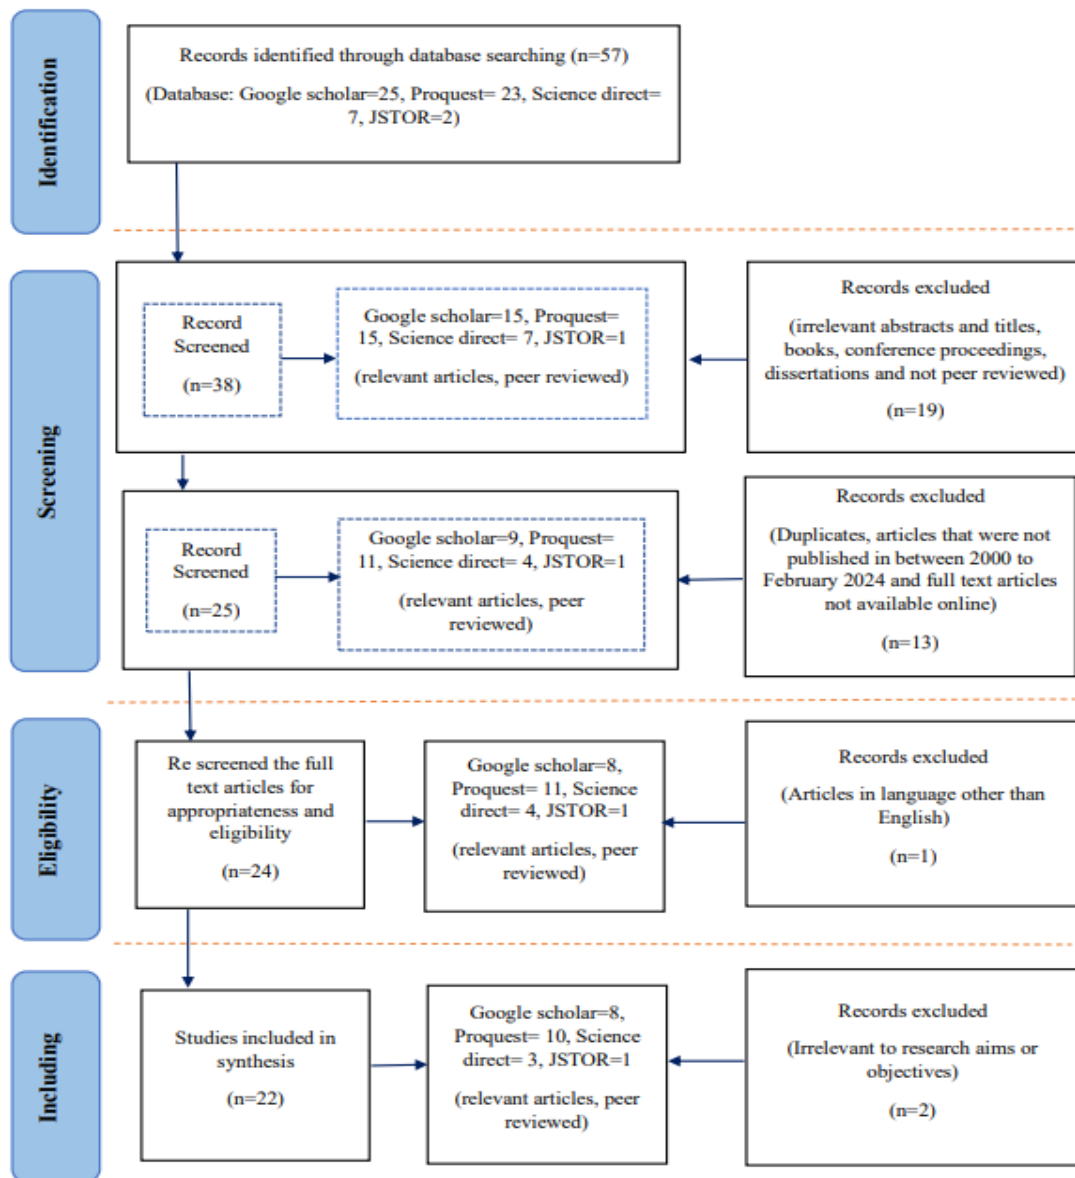 Identification
Records identified through database searching (n=57)
(Database: Google scholar=25, Proquest= 23, Science direct=
7, JSTOR=2)
Screening
Record
Screened
(n=38)
Google scholar=15, Proquest=
15, Science direct= 7, JSTOR=1
(relevant articles, peer reviewed)
Records excluded
(irrelevant abstracts and titles,
books, conference proceedings,
dissertations and not peer reviewed)
(n=19)
Record
Screened
(n=25)
Google scholar=9, Proquest=
11, Science direct= 4, JSTOR=1
(relevant articles, peer
reviewed)
Records excluded
(Duplicates, articles that were not
published in between 2000 to
February 2024 and full text articles
not available online)
(n=13)
Eligibility
Re screened the full
text articles for
appropriateness and
eligibility
(n=24)
Google scholar=8,
Proquest= 11, Science
direct= 4, JSTOR=1
(relevant articles, peer
reviewed)
Records excluded
(Articles in language other than
English)
(n=1)
Including
Studies included in
synthesis
(n=22)
Google scholar=8,
Proquest= 10, Science
direct= 3, JSTOR=1
(relevant articles, peer
reviewed)
Records excluded
(Irrelevant to research aims or
objectives)
(n=2)